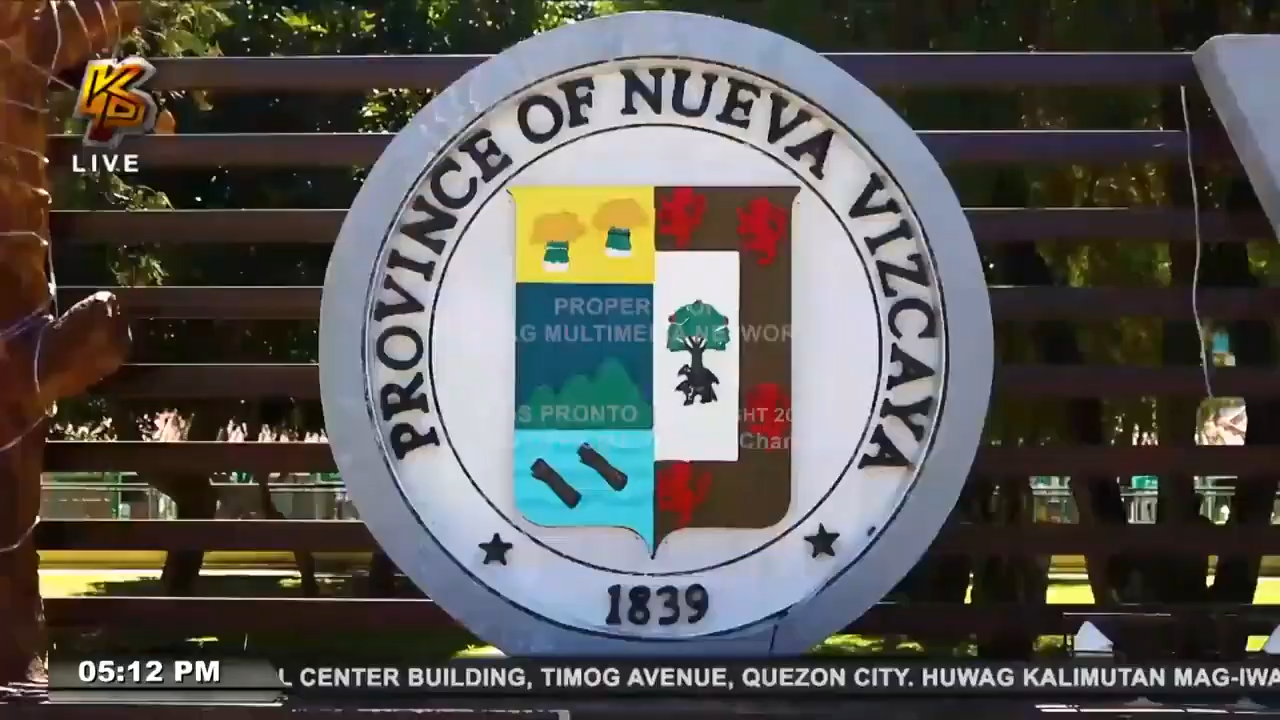 LIVE
PROVINCE OF NUEVA VIZCAYA
MULTIMEDIA
PRONTO
1839
05:12 PM
CENTER BUILDING, TIMOG AVENUE, QUEZON CITY. HUWAG KALIMUTAN MAG-IWA